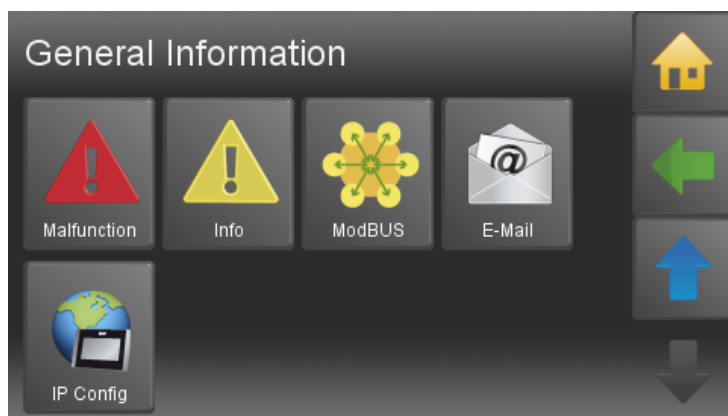 General Information
Malfunction
Info
ModBUS
E-Mail
@
IP Config